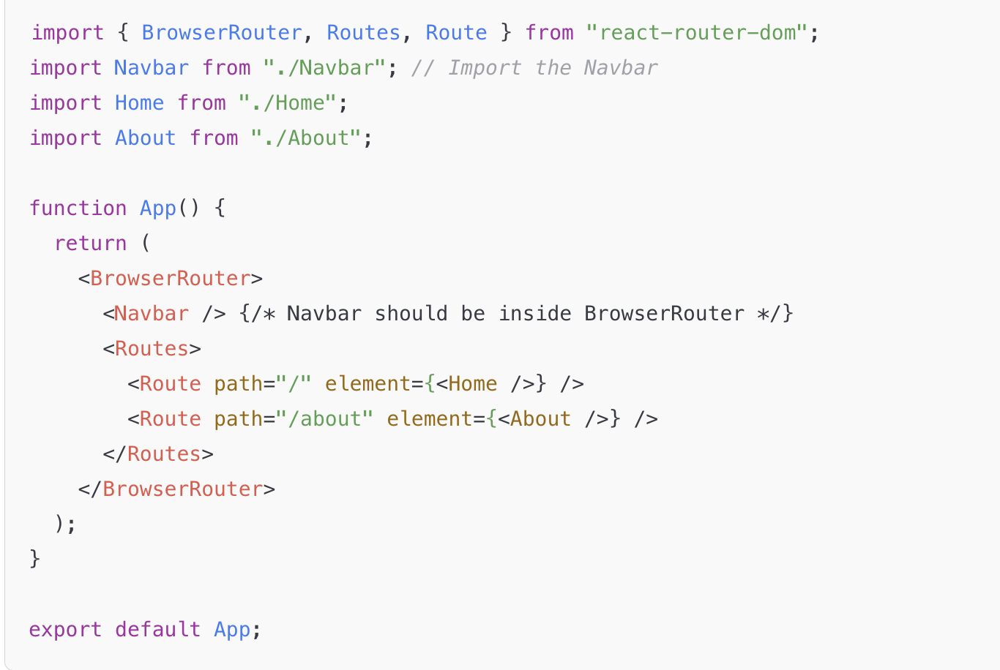 import { BrowserRouter, Routes, Route } from "react-router-dom";
import Navbar from "./Navbar"; // Import the Navbar
import Home from "./Home";
import About from "./About";

function App() {
  return (
    <BrowserRouter>
      <Navbar /> {/* Navbar should be inside BrowserRouter */}
      <Routes>
        <Route path="/" element={<Home />} />
        <Route path="/about" element={<About />} />
      </Routes>
    </BrowserRouter>
  );
}

export default App;